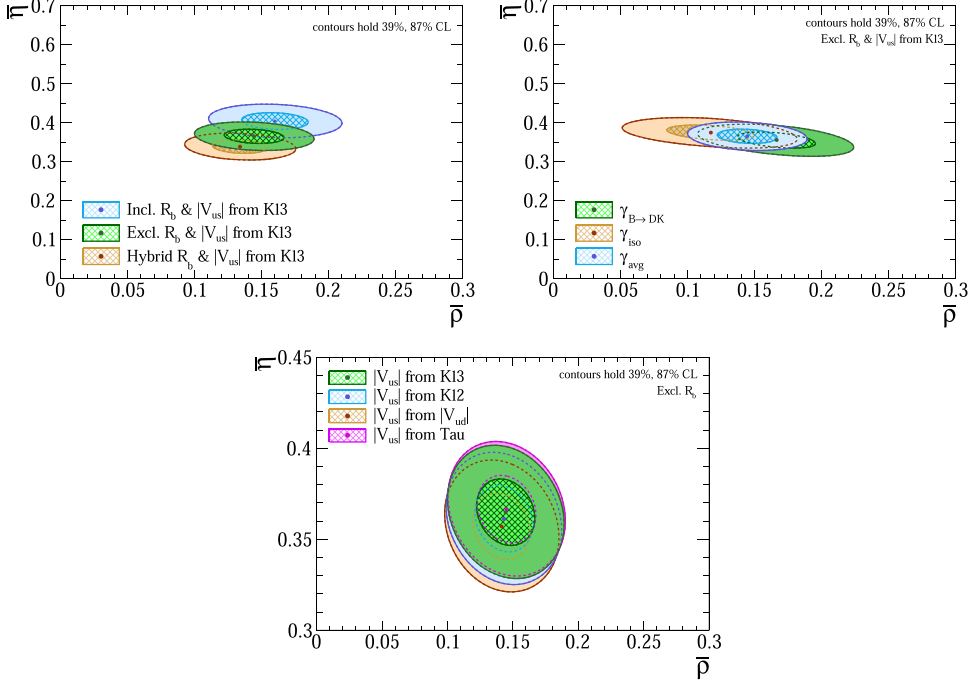 η̅
0.7
0.6
0.5
0.4
0.3
0.2
0.1
0
contours hold 39%, 87% CL
Incl. R_b & |V_us| from Kl3
Excl. R_b & |V_us| from Kl3
Hybrid R_b & |V_us| from Kl3
0 0.05 0.1 0.15 0.2 0.25 0.3
ρ̅
η̅
0.7
0.6
0.5
0.4
0.3
0.2
0.1
0
contours hold 39%, 87% CL
Excl. R_b & |V_us| from Kl3
γ_B→DK
γ_iso
γ_avg
0 0.05 0.1 0.15 0.2 0.25 0.3
ρ̅
η̅
0.45
0.4
0.35
0.3
|V_us| from Kl3
|V_us| from Kl2
|V_us| from |V_ud|
|V_us| from Tau
contours hold 39%, 87% CL
Excl. R_b
0 0.05 0.1 0.15 0.2 0.25 0.3
ρ̅